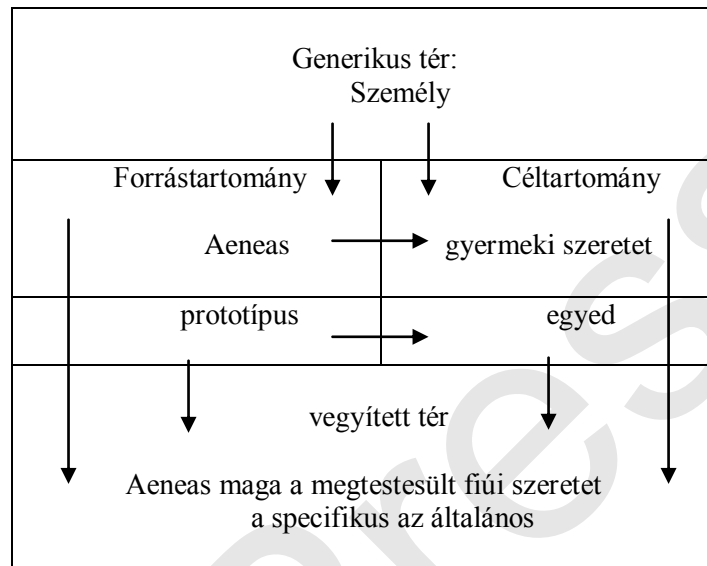 Generikus tér:
Személy
Forrástartomány
Céltartomány
Aeneas
gyermeki szeretet
prototípus
egyed
vegyített tér
Aeneas maga a megtestesült fiúi szeretet
a specifikus az általános